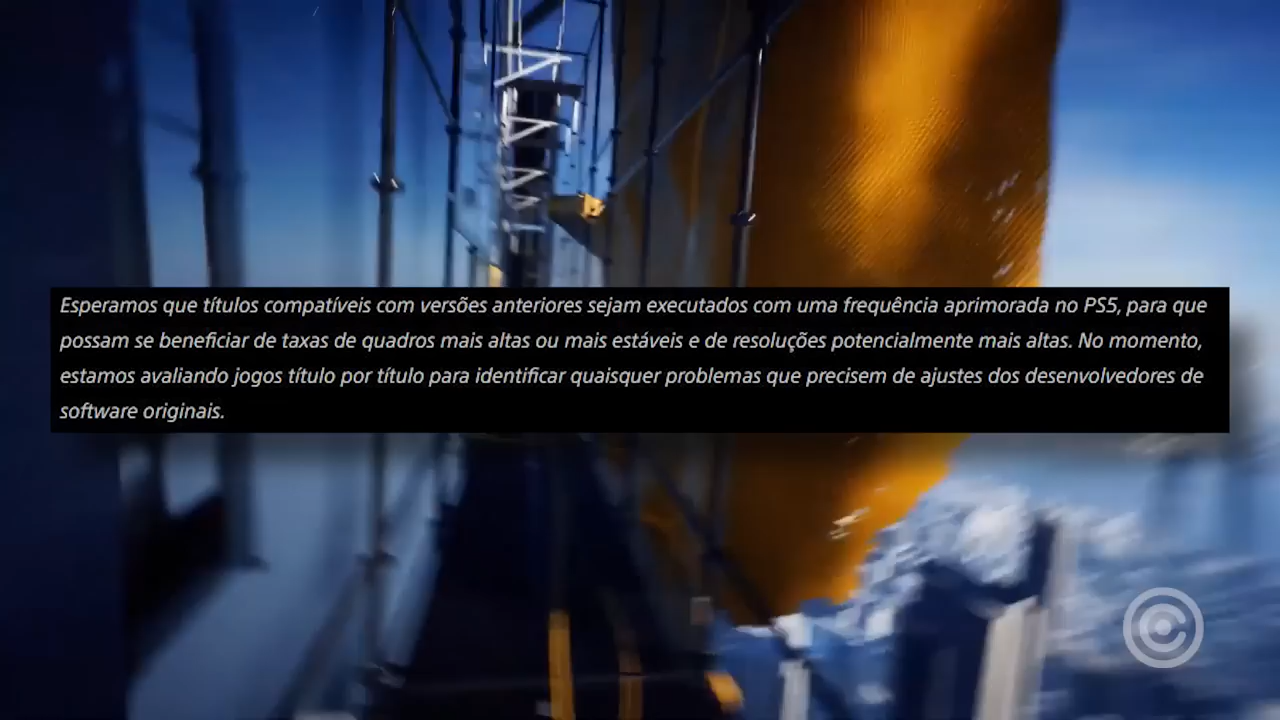 Esperamos que títulos compatíveis com versões anteriores sejam executados com uma frequência aprimorada no PS5, para que
possam se beneficiar de taxas de quadros mais altas ou mais estáveis e de resoluções potencialmente mais altas. No momento,
estamos avaliando jogos título por título para identificar quaisquer problemas que precisem de ajustes dos desenvolvedores de
software originais.